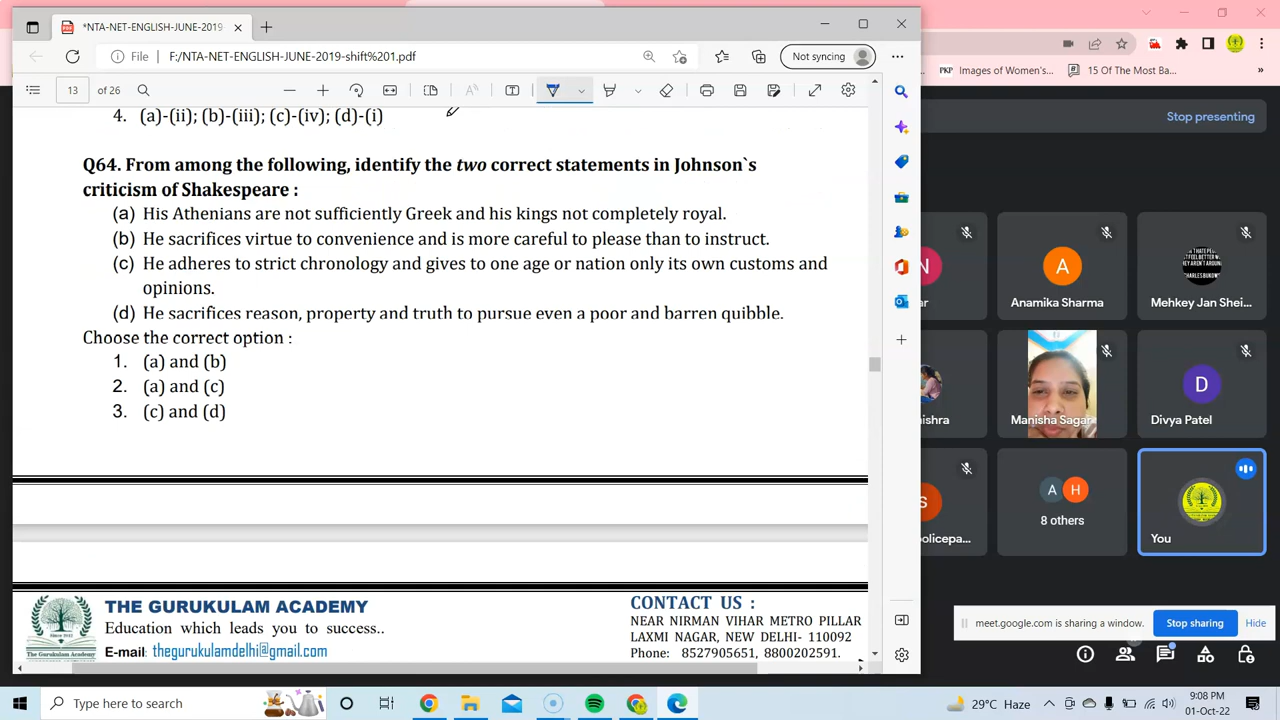 *NTA-NET-ENGLISH-JUNE-2019-
File F:/NTA-NET-ENGLISH-JUNE-2019-shift%201.pdf
Not syncing
Images of Women's...
15 Of The Most Ba...
13 of 26
Stop presenting
4. (a)-(ii); (b)-(iii); (c)-(iv); (d)-(i)
Q64. From among the following, identify the two correct statements in Johnson`s
criticism of Shakespeare :
(a) His Athenians are not sufficiently Greek and his kings not completely royal.
(b) He sacrifices virtue to convenience and is more careful to please than to instruct.
(c) He adheres to strict chronology and gives to one age or nation only its own customs and
opinions.
(d) He sacrifices reason, property and truth to pursue even a poor and barren quibble.
Choose the correct option :
1. (a) and (b)
2. (a) and (c)
3. (c) and (d)
THE GURUKULAM ACADEMY
Education which leads you to success..
E-mail: thegurukulamdelhi@gmail.com
CONTACT US :
NEAR NIRMAN VIHAR METRO PILLAR
LAXMI NAGAR, NEW DELHI- 110092
Phone: 8527905651, 8800202591.
N
ar
A
Anamika Sharma
Mehkey Jan Shei...
ishra
Manisha Sagar
D
Divya Patel
S
olicepa...
A H
8 others
You
meet.google.com is sharing a window.
Stop sharing
Hide
Type here to search
29°C Haze
9:08 PM
01-Oct-22